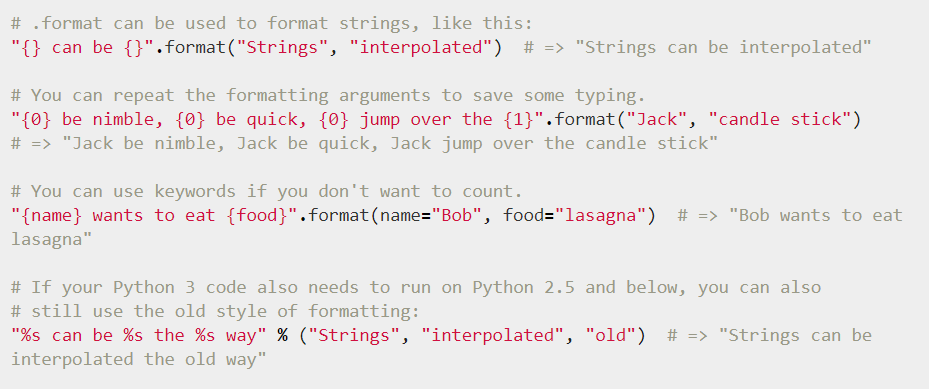 # .format can be used to format strings, like this:
"{} can be {}".format("Strings", "interpolated")  # => "Strings can be interpolated"

# You can repeat the formatting arguments to save some typing.
"{0} be nimble, {0} be quick, {0} jump over the {1}".format("Jack", "candle stick")
# => "Jack be nimble, Jack be quick, Jack jump over the candle stick"

# You can use keywords if you don't want to count.
"{name} wants to eat {food}".format(name="Bob", food="lasagna")  # => "Bob wants to eat
lasagna"

# If your Python 3 code also needs to run on Python 2.5 and below, you can also
# still use the old style of formatting:
"%s can be %s the %s way" % ("Strings", "interpolated", "old")  # => "Strings can be
interpolated the old way"